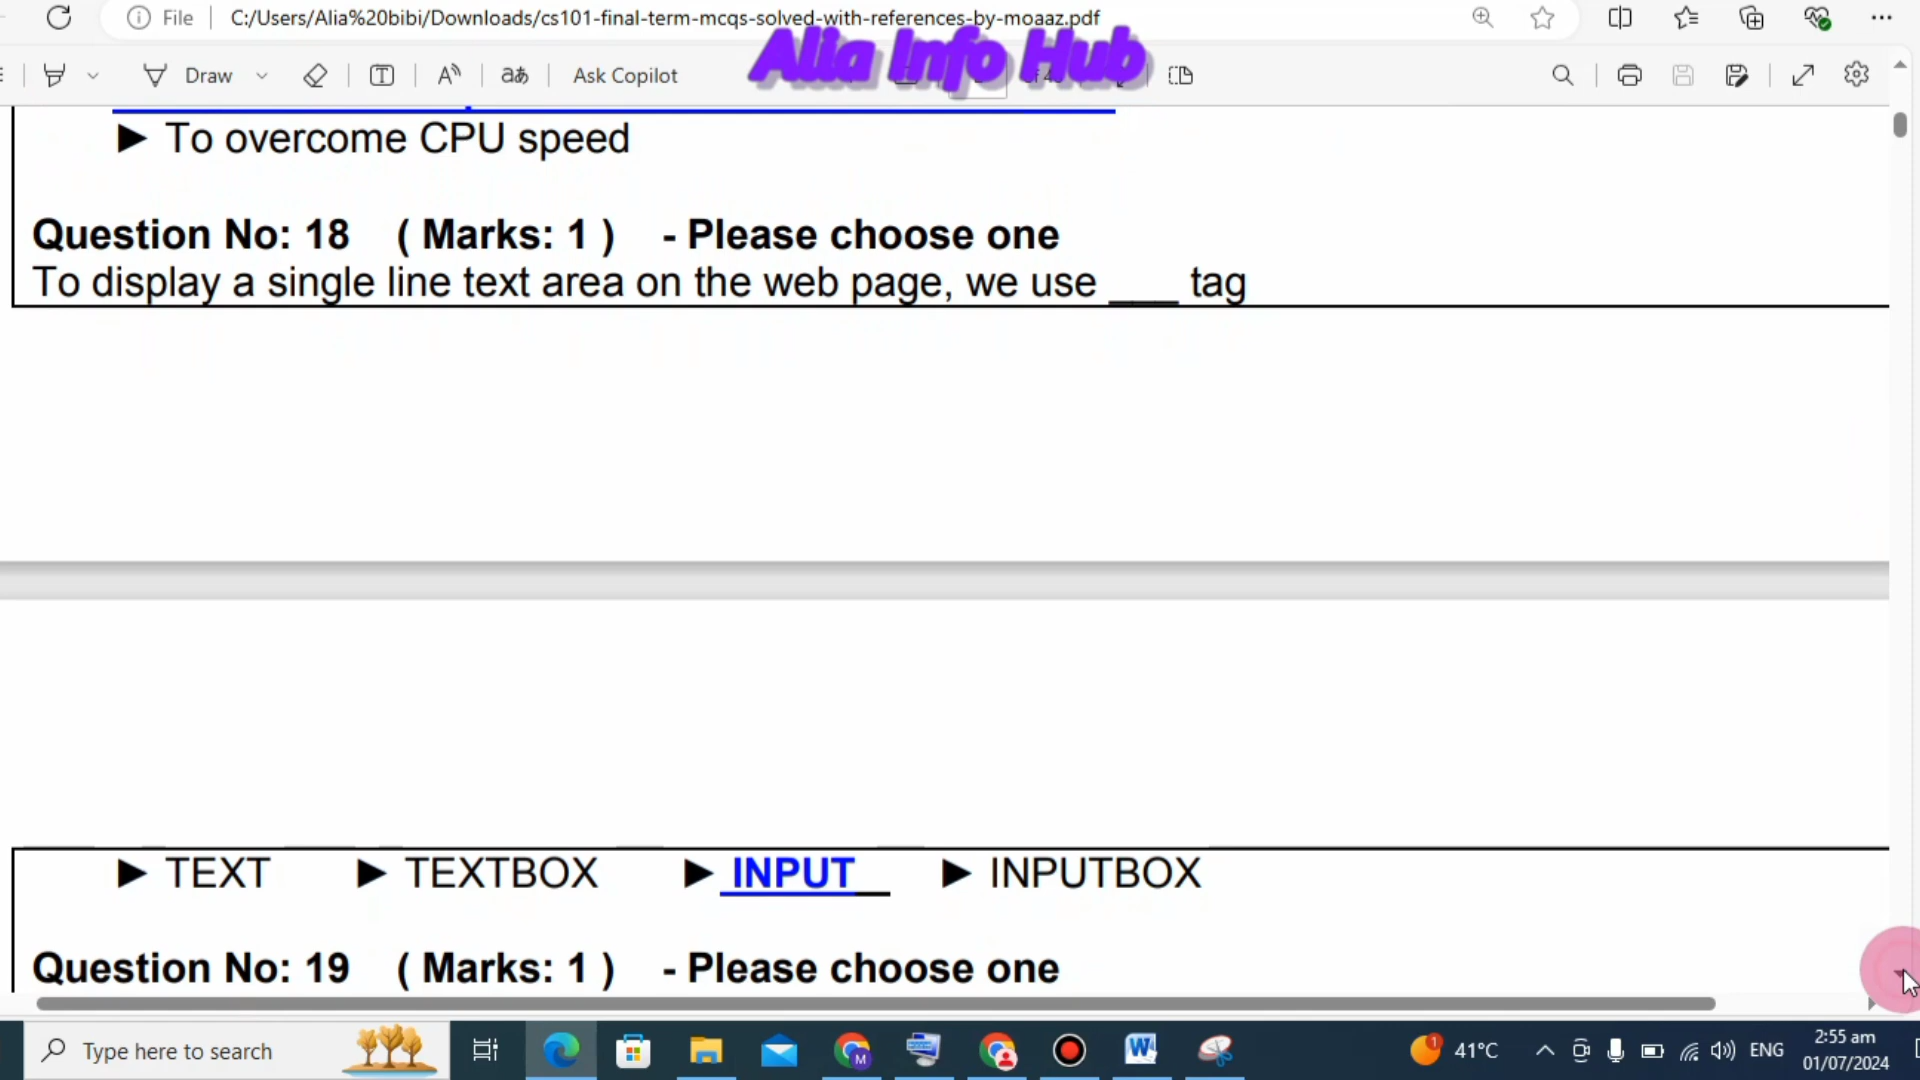 File C:/Users/Alia%20bibi/Downloads/cs101-final-term-mcqs-solved-with-references-by-moaaz.pdf
Draw aあ Ask Copilot
Alia Info Hub
► To overcome CPU speed
Question No: 18 ( Marks: 1 ) - Please choose one
To display a single line text area on the web page, we use ___ tag
► TEXT ► TEXTBOX ► INPUT ► INPUTBOX
Question No: 19 ( Marks: 1 ) - Please choose one
Type here to search
41°C ENG 2:55 am
01/07/2024